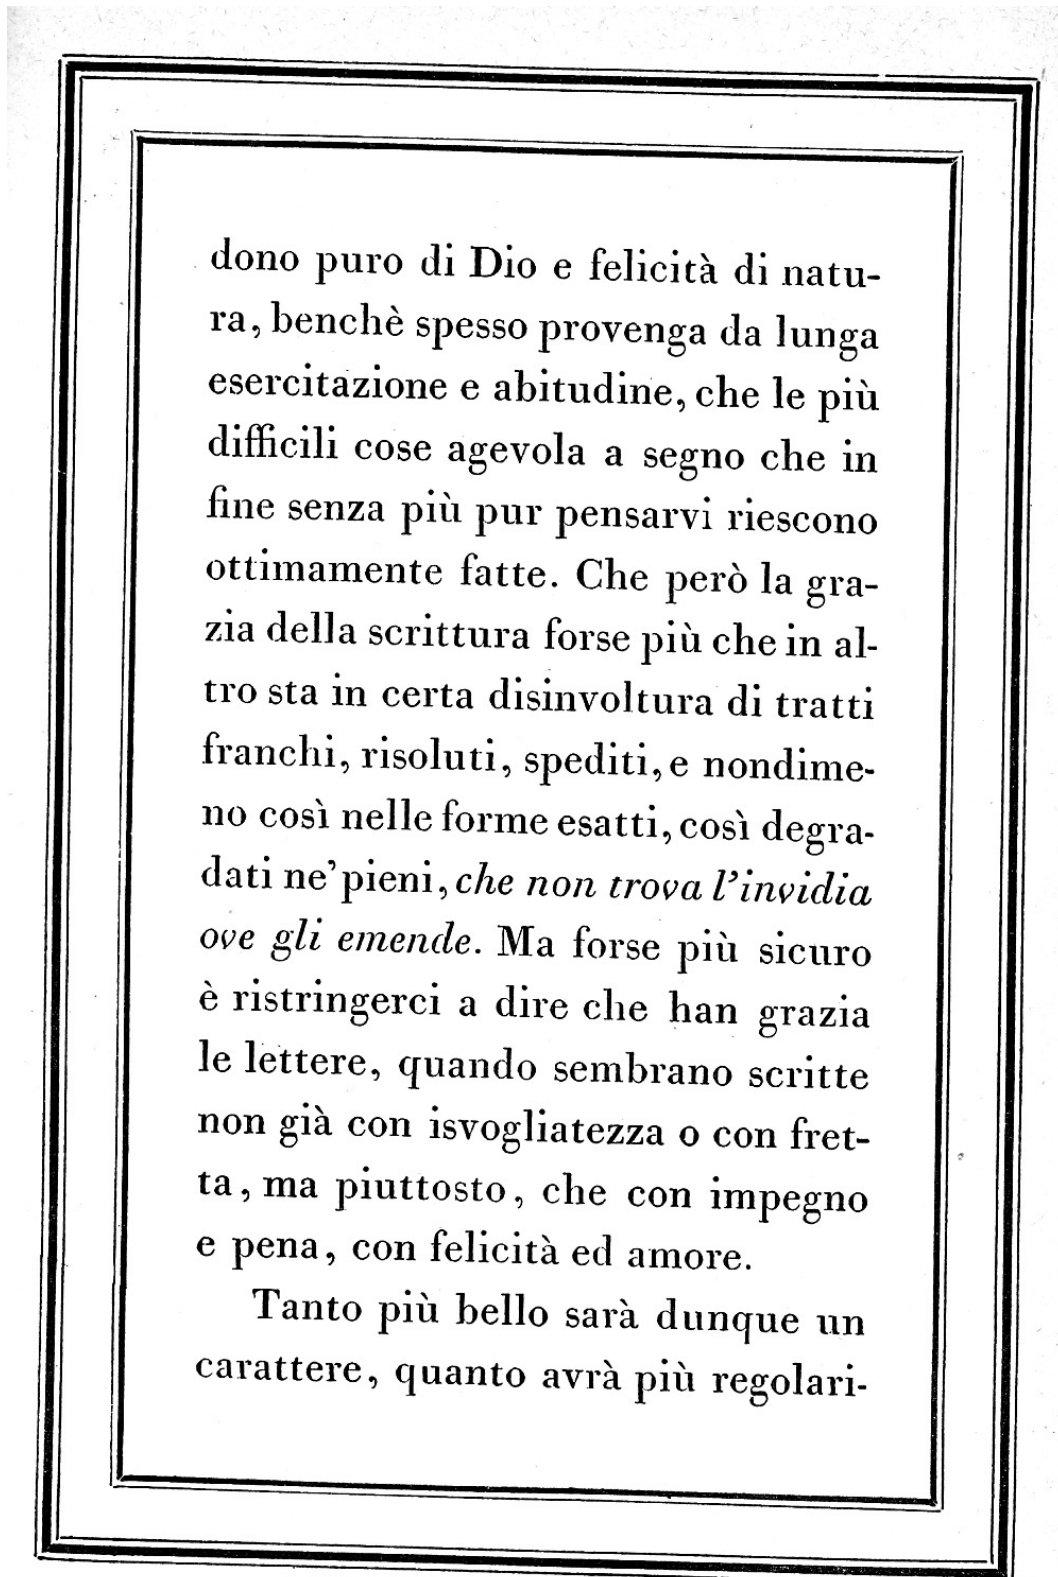 dono puro di Dio e felicità di natu-
ra, benchè spesso provenga da lunga
esercitazione e abitudine, che le più
difficili cose agevola a segno che in
fine senza più pur pensarvi riescono
ottimamente fatte. Che però la gra-
zia della scrittura forse più che in al-
tro sta in certa disinvoltura di tratti
franchi, risoluti, spediti, e nondime-
no così nelle forme esatti, così degra-
dati ne’pieni, che non trova l’invidia
ove gli emende. Ma forse più sicuro
è ristringerci a dire che han grazia
le lettere, quando sembrano scritte
non già con isvogliatezza o con fret-
ta, ma piuttosto, che con impegno
e pena, con felicità ed amore.
Tanto più bello sarà dunque un
carattere, quanto avrà più regolari-